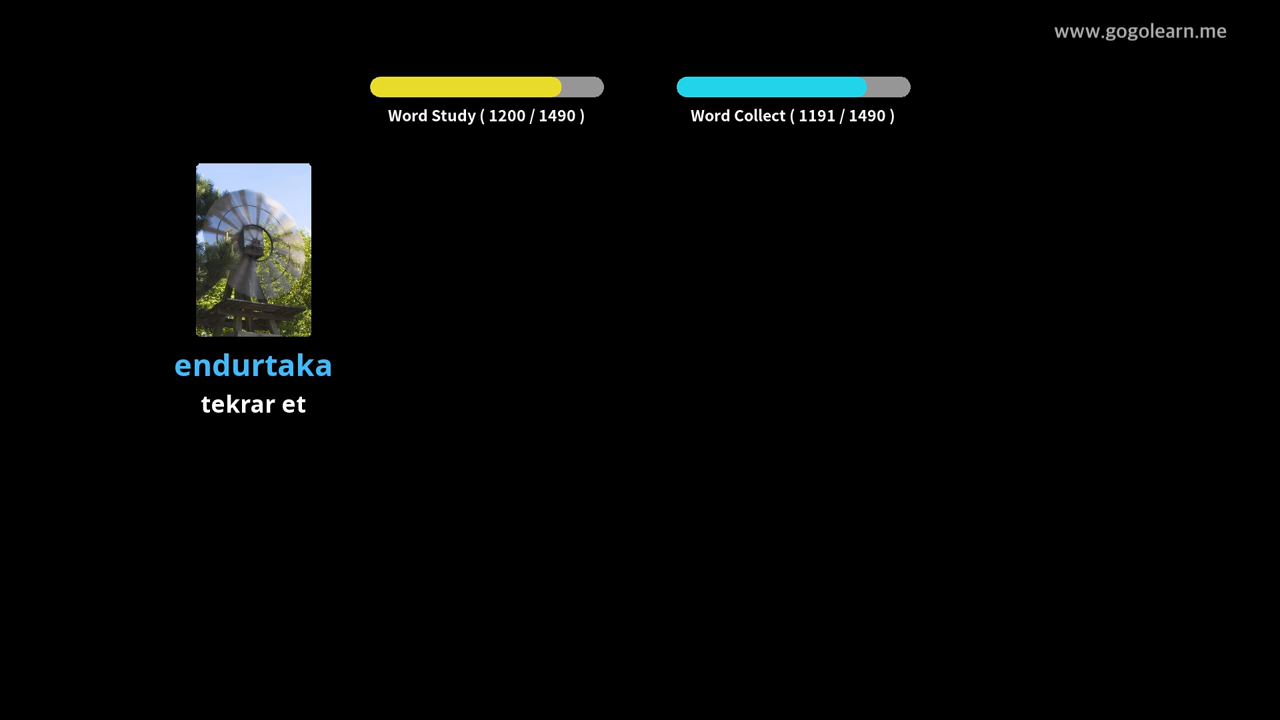 www.gogolearn.me
Word Study ( 1200 / 1490 )
Word Collect ( 1191 / 1490 )
endurtaka
tekrar et